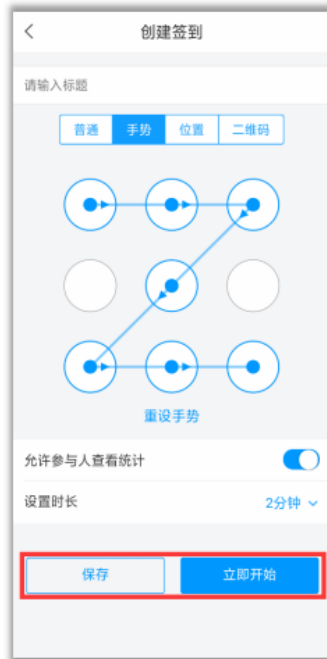 创建签到
请输入标题
普通 手势 位置 二维码
重设手势
允许参与人查看统计
设置时长 2分钟
保存 立即开始